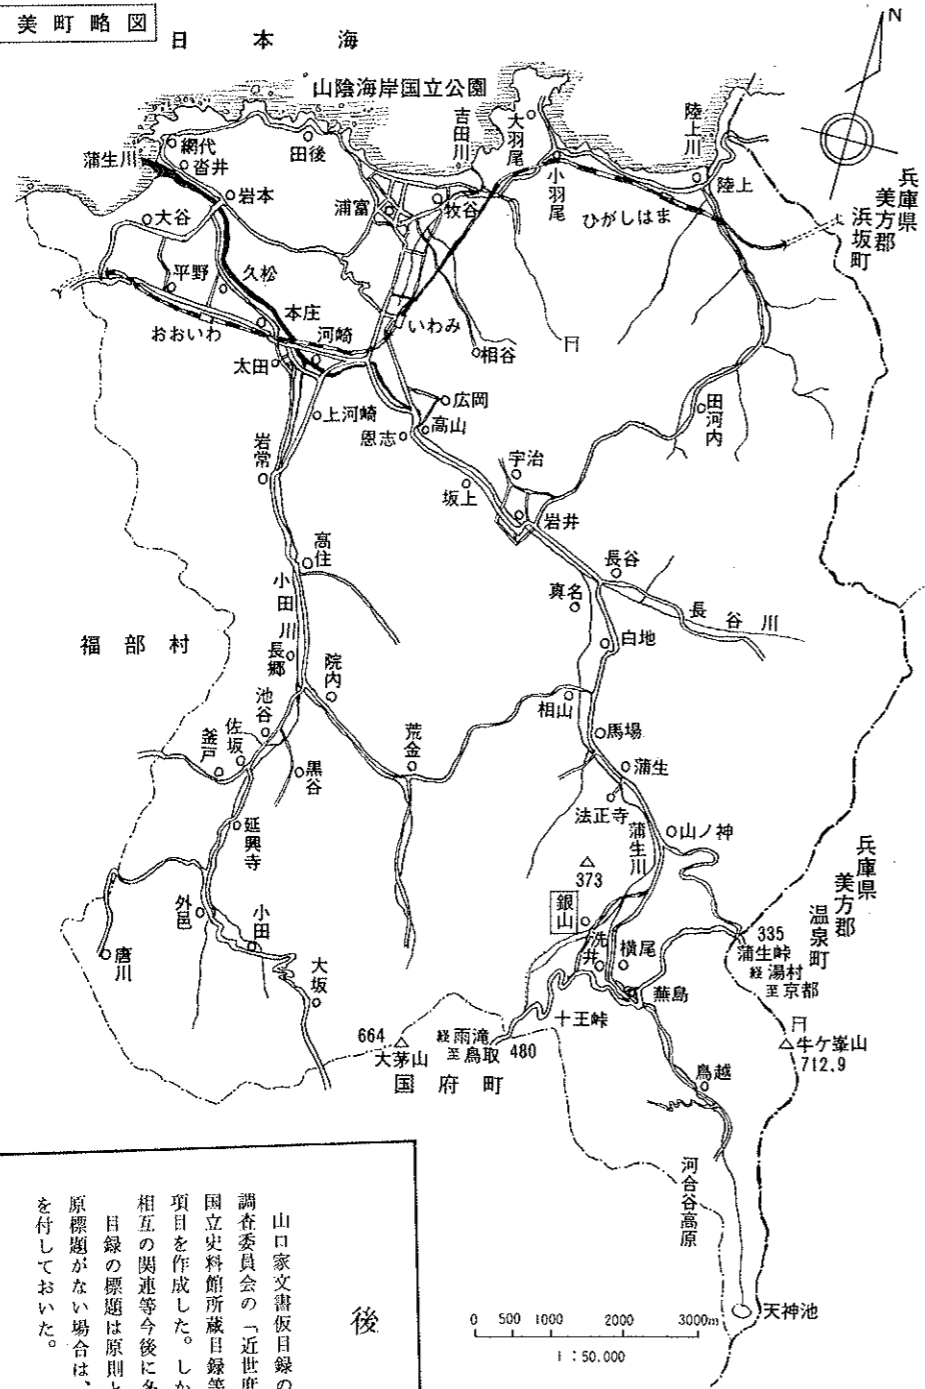 美町略図
日本海
N
山陰海岸国立公園
吉田川
大羽尾
陸上川
網代
蒲生川
沓井
田後
小羽尾
陸上
岩本
大谷
浦富
牧谷
ひがしはま
兵庫県
美方郡
浜坂町
平野
久松
本庄
おおいわ
河崎
いわみ
太田
相谷
上河崎
広岡
高山
恩志
田河内
岩常
宇治
坂上
岩井
高住
長谷
真名
小田川
長谷川
福部村
長郷
白地
院内
池谷
相山
佐坂
釜戸
荒金
馬場
黒谷
蒲生
法正寺
延興寺
蒲生川
山ノ神
373
兵庫県
美方郡
温泉町
銀山
外邑
小田
335
蒲生峠
経湯村
至京都
洗井
横尾
唐川
大坂
蕪島
十王峠
664
大茅山
経雨滝
至鳥取
480
牛ケ峯山
712.9
国府町
鳥越
河合谷高原
天神池
0 500 1000 2000 3000m
1:50.000
後
山口家文書仮目録の
調査委員会の「近世庶
国立史料館所蔵目録等
項目を作成した。しか
相互の関連等今後に多
目録の標題は原則と
原標題がない場合は、
を付しておいた。